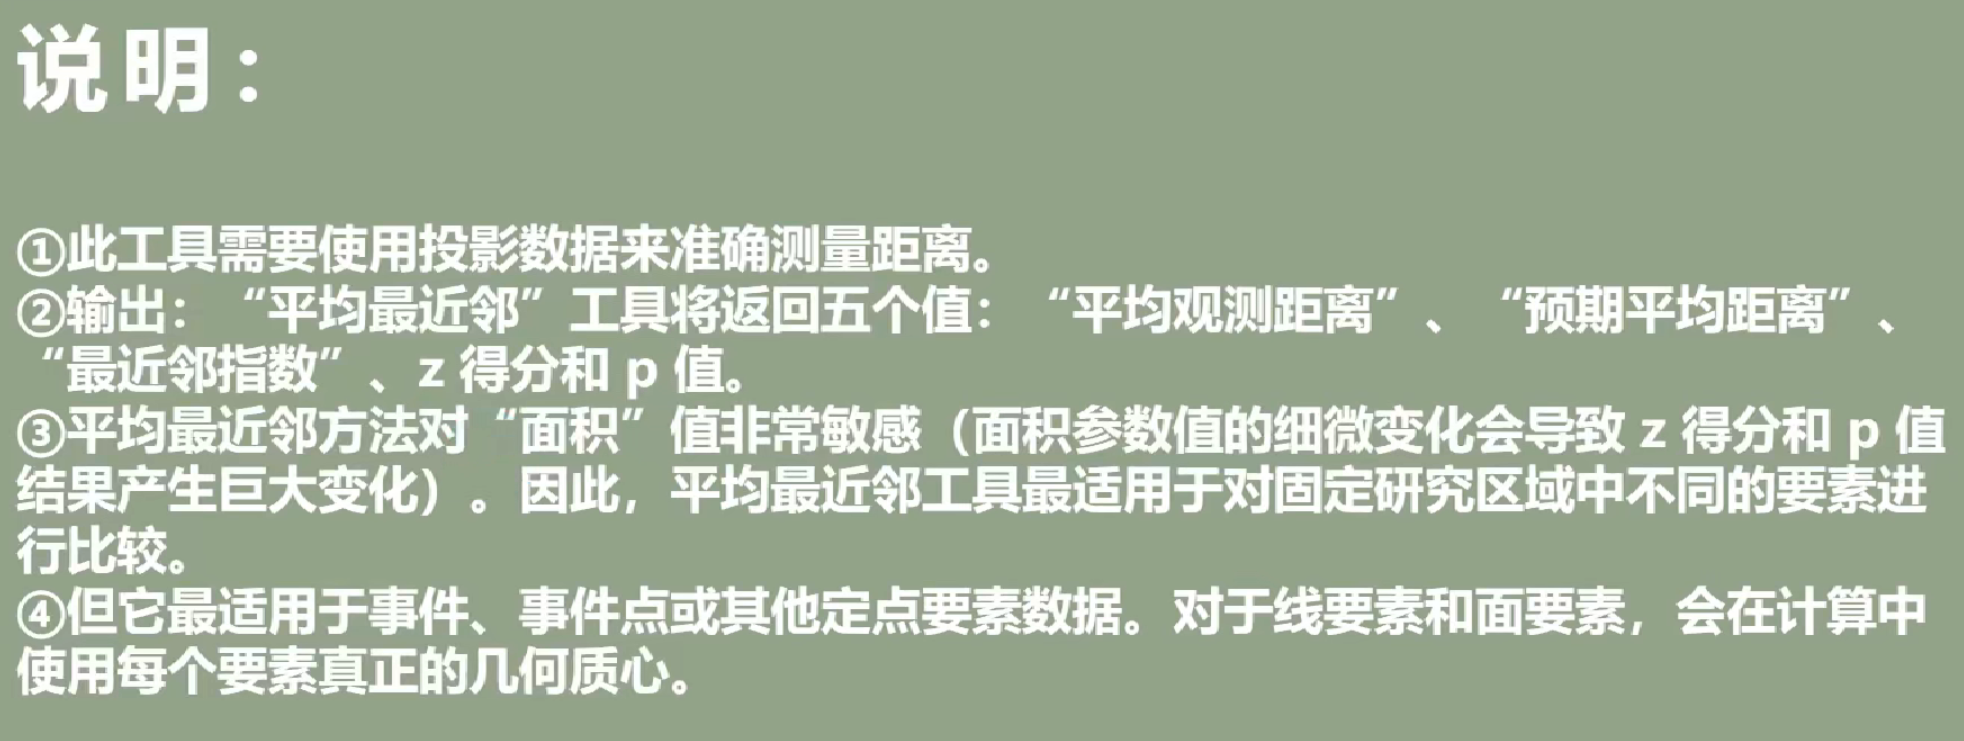 说明：
①此工具需要使用投影数据来准确测量距离。
②输出：“平均最近邻”工具将返回五个值：“平均观测距离”、“预期平均距离”、
“最近邻指数”、z 得分和 p 值。
③平均最近邻方法对“面积”值非常敏感（面积参数值的细微变化会导致 z 得分和 p 值
结果产生巨大变化）。因此，平均最近邻工具最适用于对固定研究区域中不同的要素进
行比较。
④但它最适用于事件、事件点或其他定点要素数据。对于线要素和面要素，会在计算中
使用每个要素真正的几何质心。